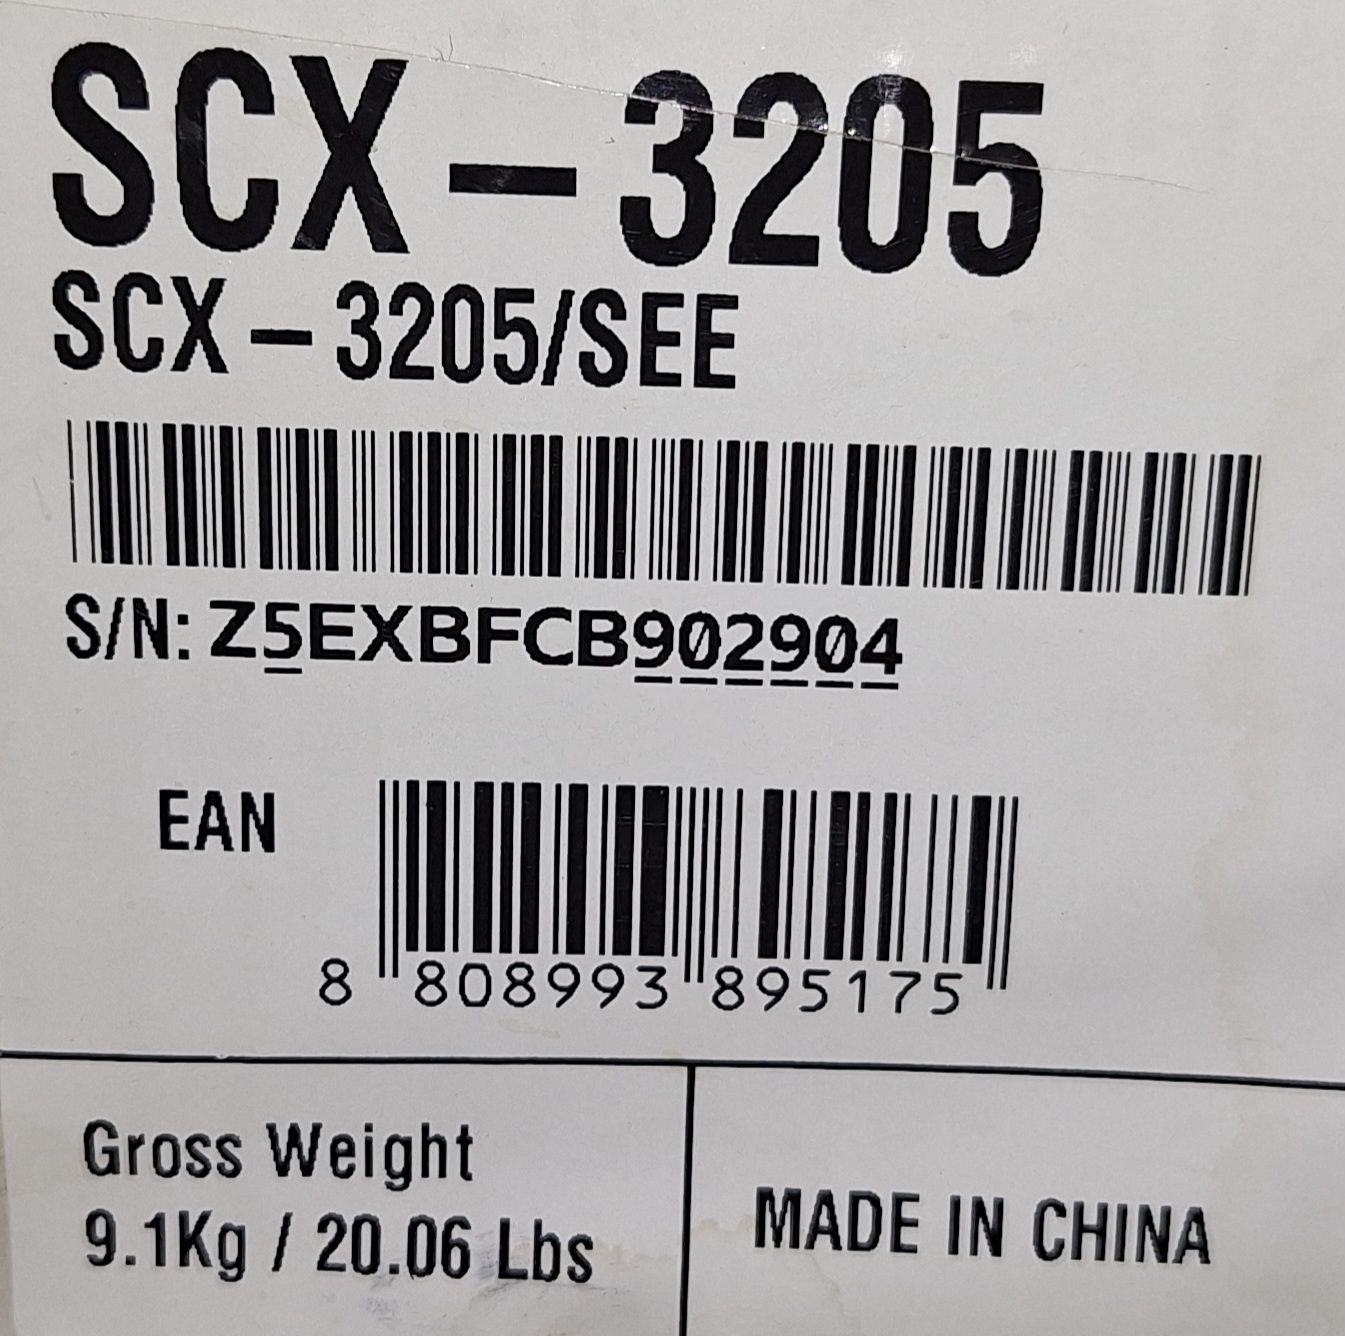 SCX-3205
SCX-3205/SEE
S/N: Z5EXBFCB902904
EAN
8 808993 895175
Gross Weight
9.1Kg / 20.06 Lbs
MADE IN CHINA